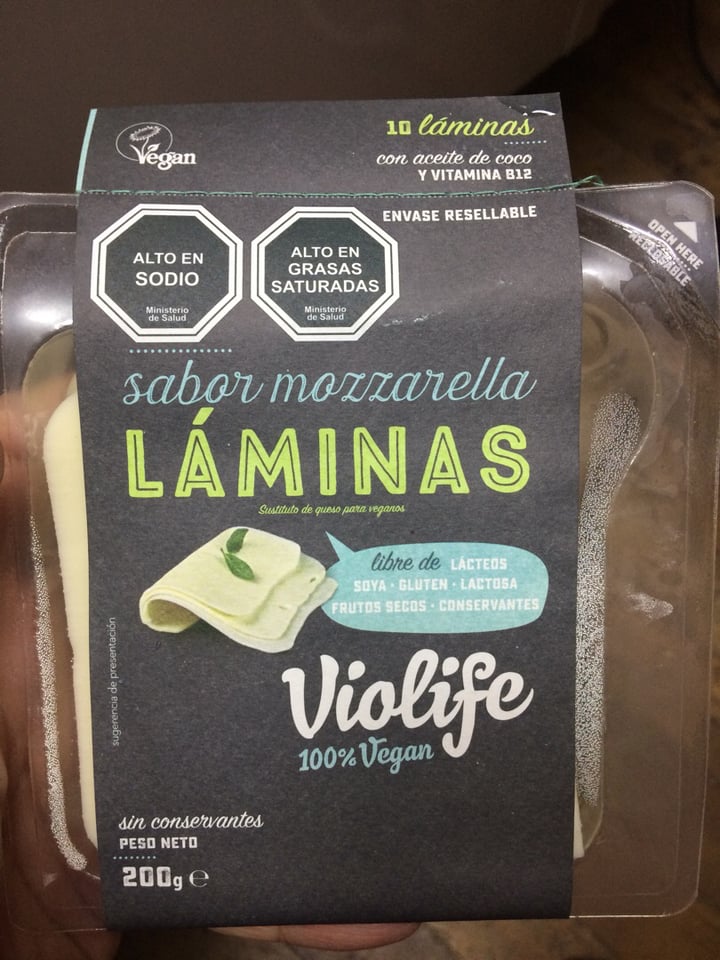 Vegan
10 láminas
con aceite de coco
Y VITAMINA B12
ENVASE RESELLABLE
OPEN HERE
RECLOSABLE
ALTO EN
SODIO
Ministerio
de Salud
ALTO EN
GRASAS
SATURADAS
Ministerio
de Salud
sabor mozzarella
LÁMINAS
Sustituto de queso para veganos
libre de LÁCTEOS
SOYA · GLUTEN · LACTOSA
FRUTOS SECOS · CONSERVANTES
sugerencia de presentación
Violife
100% Vegan
sin conservantes
PESO NETO
200g e